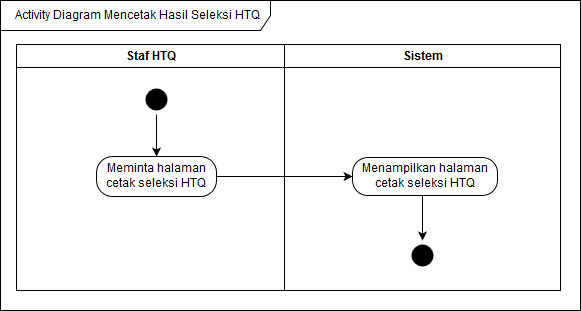 Activity Diagram Mencetak Hasil Seleksi HTQ
Staf HTQ
Sistem
Meminta halaman
cetak seleksi HTQ
Menampilkan halaman
cetak seleksi HTQ